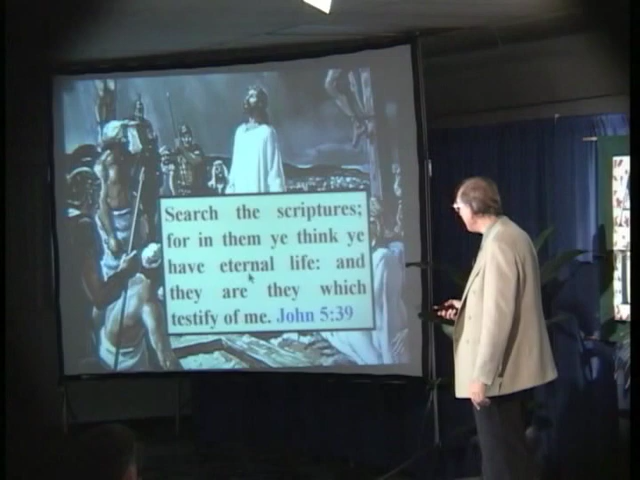 Search the scriptures;
for in them ye think ye
have eternal life: and
they are they which
testify of me. John 5:39